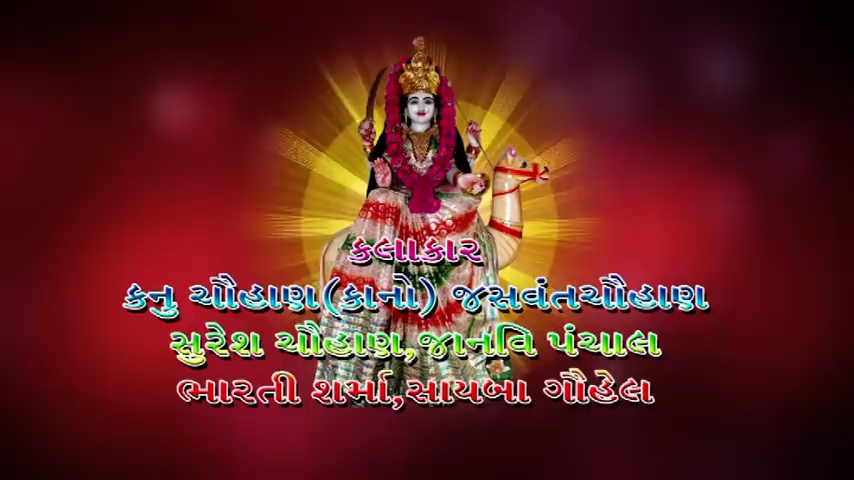 કલાકાર
કનુ ચૌહાણ(કાનો) જસવંતચૌહાણ
સુરેશ ચૌહાણ,જાનવિ પંચાલ
ભારતી શર્મા,સાયબા ગૌહેલ